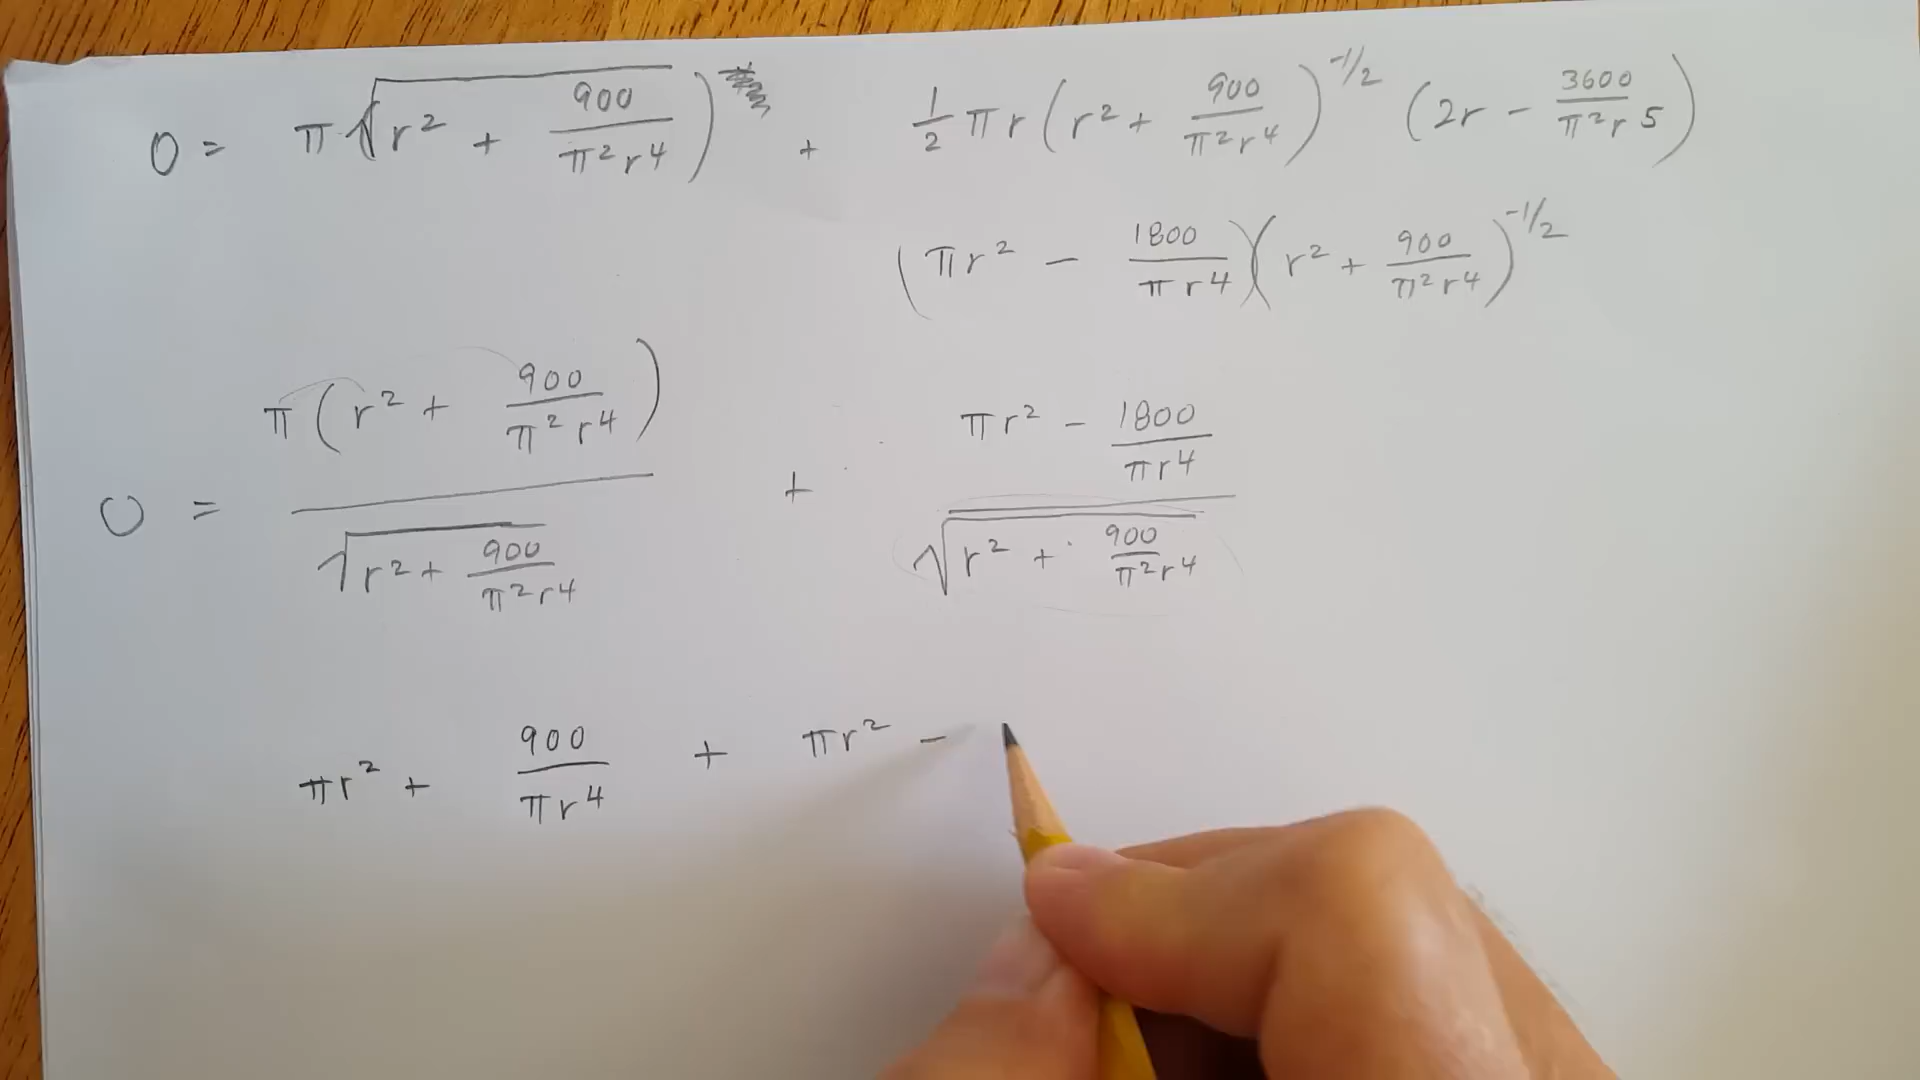 0 = π√(r² + 900/(π²r⁴)) + 1/2 πr(r² + 900/(π²r⁴))^(-1/2) (2r - 3600/(π²r⁵))
(πr² - 1800/(πr⁴))(r² + 900/(π²r⁴))^(-1/2)
0 = π(r² + 900/(π²r⁴))/√(r² + 900/(π²r⁴)) + (πr² - 1800/(πr⁴))/√(r² + 900/(π²r⁴))
πr² + 900/(πr⁴) + πr² -